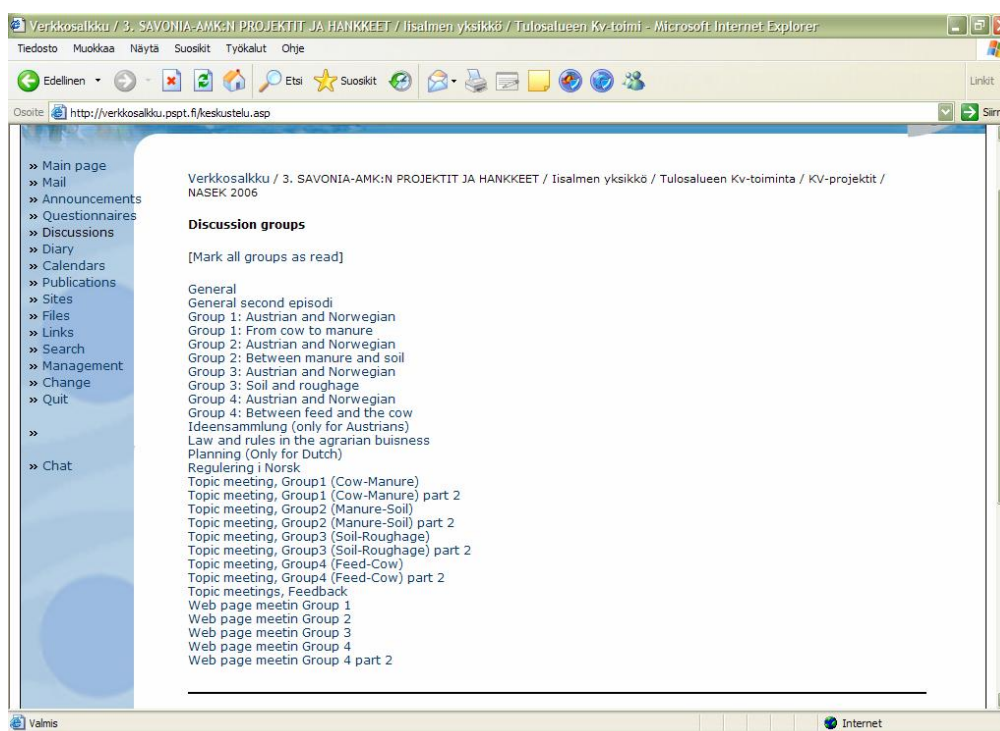 Verkkosalkku / 3. SAVONIA-AMK:N PROJEKTIT JA HANKKEET / Iisalmen yksikkö / Tulosalueen Kv-toimi - Microsoft Internet Explorer
Tiedosto Muokkaa Näytä Suosikit Työkalut Ohje
Edellinen Etsi Suosikit Linkit
Osoite http://verkkosalkku.pspt.fi/keskustelu.asp Siirr
» Main page
» Mail
» Announcements
» Questionnaires
» Discussions
» Diary
» Calendars
» Publications
» Sites
» Files
» Links
» Search
» Management
» Change
» Quit
»
» Chat
Verkkosalkku / 3. SAVONIA-AMK:N PROJEKTIT JA HANKKEET / Iisalmen yksikkö / Tulosalueen Kv-toiminta / KV-projektit /
NASEK 2006
Discussion groups
[Mark all groups as read]
General
General second episodi
Group 1: Austrian and Norwegian
Group 1: From cow to manure
Group 2: Austrian and Norwegian
Group 2: Between manure and soil
Group 3: Austrian and Norwegian
Group 3: Soil and roughage
Group 4: Austrian and Norwegian
Group 4: Between feed and the cow
Ideensammlung (only for Austrians)
Law and rules in the agrarian buisness
Planning (Only for Dutch)
Regulering i Norsk
Topic meeting, Group1 (Cow-Manure)
Topic meeting, Group1 (Cow-Manure) part 2
Topic meeting, Group2 (Manure-Soil)
Topic meeting, Group2 (Manure-Soil) part 2
Topic meeting, Group3 (Soil-Roughage)
Topic meeting, Group3 (Soil-Roughage) part 2
Topic meeting, Group4 (Feed-Cow)
Topic meeting, Group4 (Feed-Cow) part 2
Topic meetings, Feedback
Web page meetin Group 1
Web page meetin Group 2
Web page meetin Group 3
Web page meetin Group 4
Web page meetin Group 4 part 2
Valmis Internet